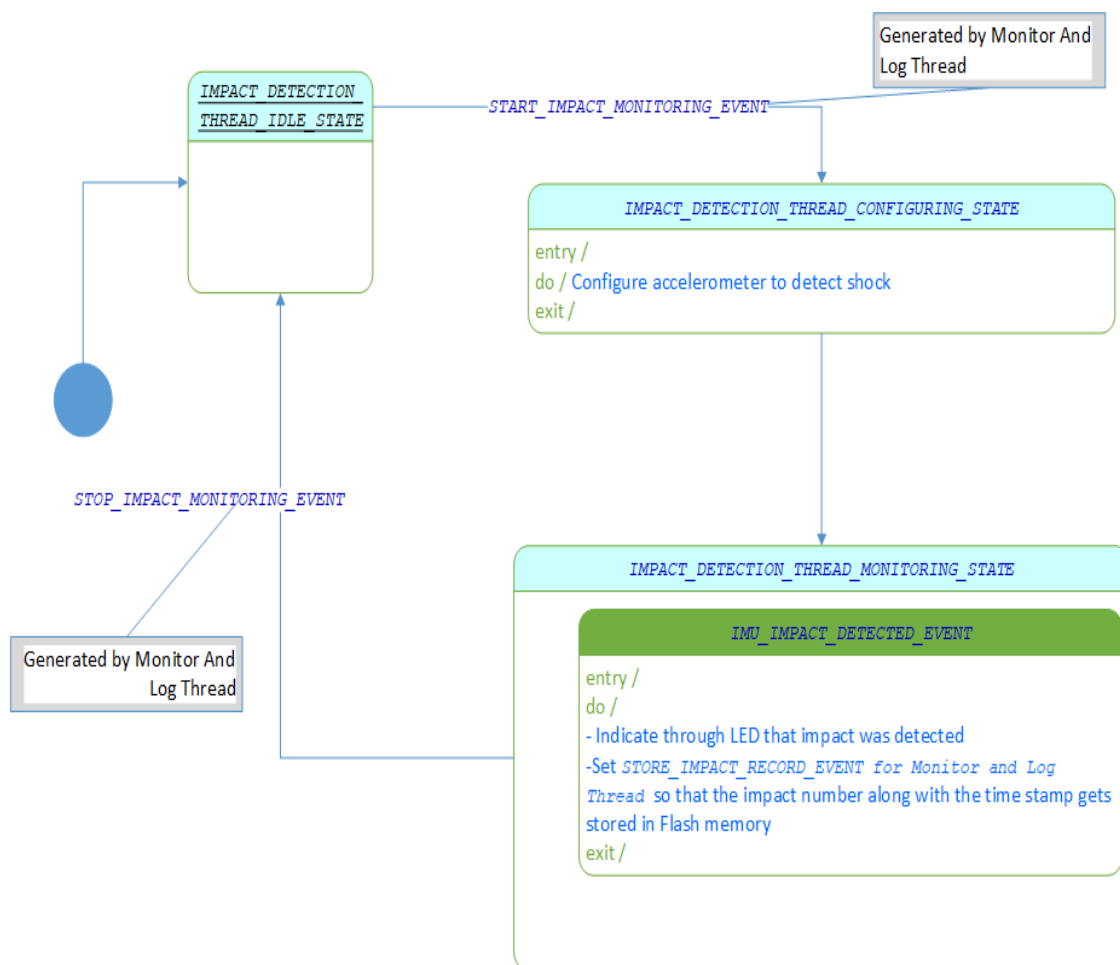 Generated by Monitor And
Log Thread
IMPACT_DETECTION_
THREAD_IDLE_STATE
START_IMPACT_MONITORING_EVENT
IMPACT_DETECTION_THREAD_CONFIGURING_STATE
entry /
do / Configure accelerometer to detect shock
exit /
STOP_IMPACT_MONITORING_EVENT
Generated by Monitor And
Log Thread
IMPACT_DETECTION_THREAD_MONITORING_STATE
IMU_IMPACT_DETECTED_EVENT
entry /
do /
- Indicate through LED that impact was detected
-Set STORE_IMPACT_RECORD_EVENT for Monitor and Log
Thread so that the impact number along with the time stamp gets
stored in Flash memory
exit /